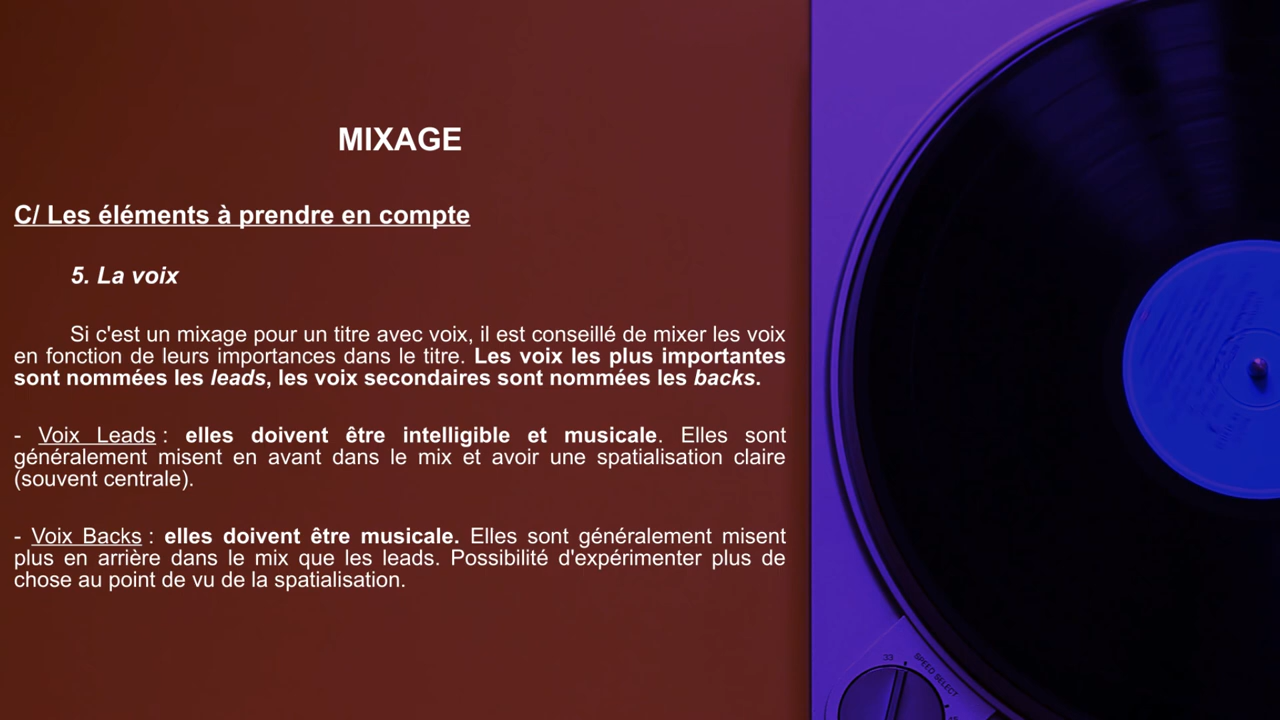 MIXAGE
C/ Les éléments à prendre en compte
5. La voix
Si c'est un mixage pour un titre avec voix, il est conseillé de mixer les voix
en fonction de leurs importances dans le titre. Les voix les plus importantes
sont nommées les leads, les voix secondaires sont nommées les backs.
- Voix Leads : elles doivent être intelligible et musicale. Elles sont
généralement misent en avant dans le mix et avoir une spatialisation claire
(souvent centrale).
- Voix Backs : elles doivent être musicale. Elles sont généralement misent
plus en arrière dans le mix que les leads. Possibilité d'expérimenter plus de
chose au point de vu de la spatialisation.
33
SPEED SELECT